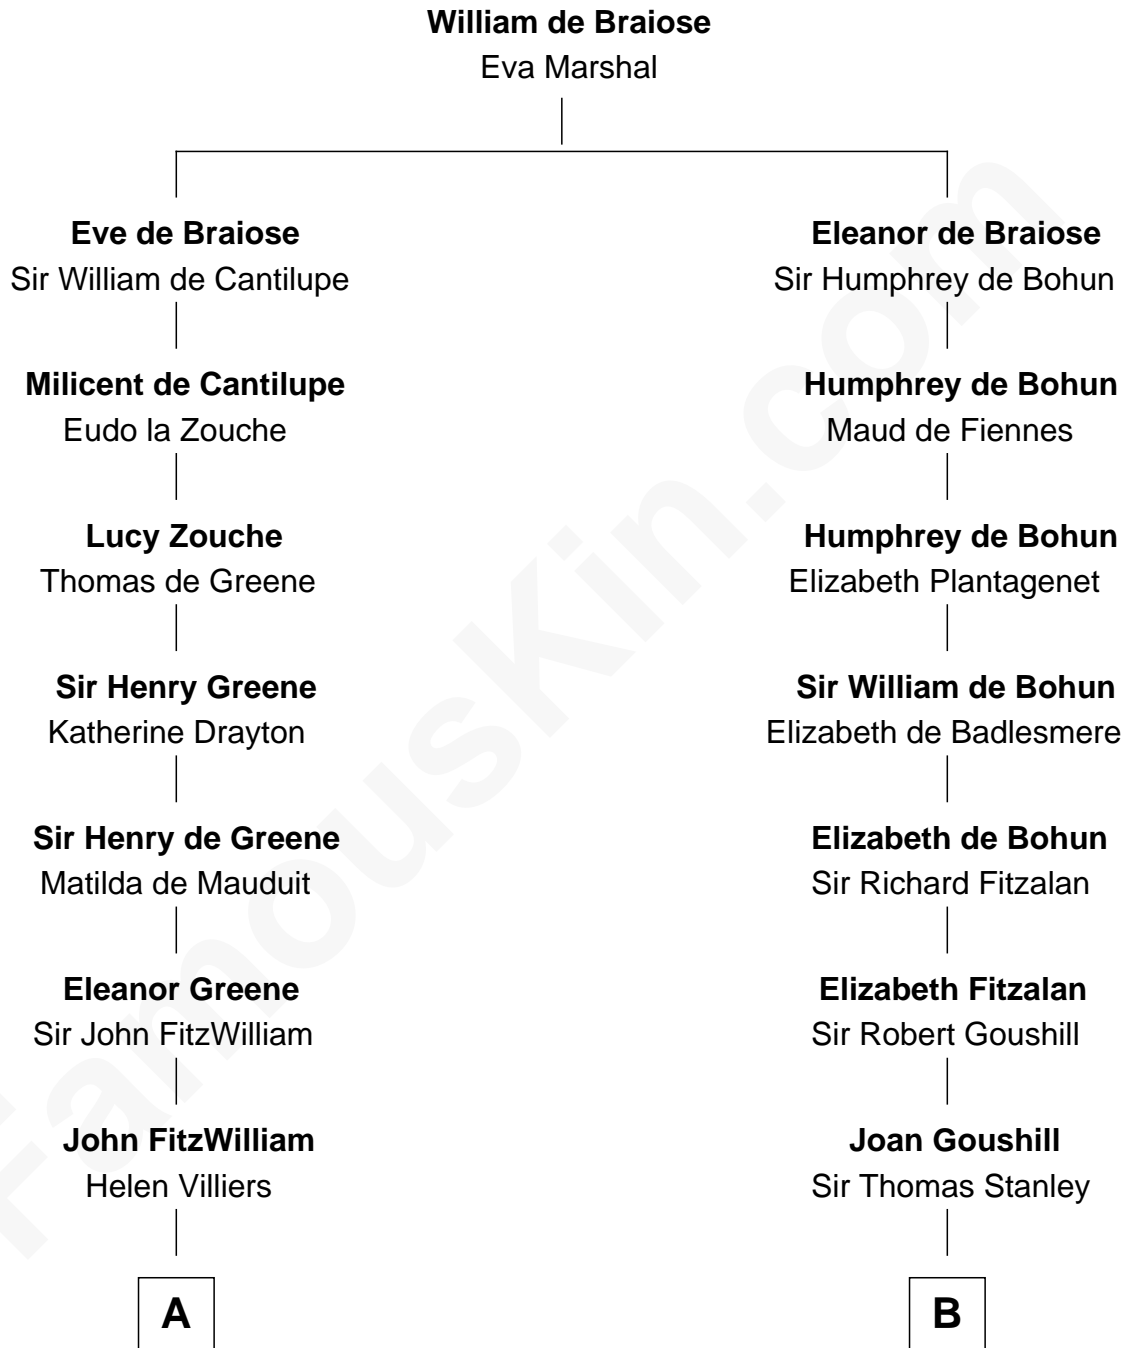 William de Braiose
Eva Marshal
Eve de Braiose
Sir William de Cantilupe
Eleanor de Braiose
Sir Humphrey de Bohun
Milicent de Cantilupe
Eudo la Zouche
Humphrey de Bohun
Maud de Fiennes
Lucy Zouche
Thomas de Greene
Humphrey de Bohun
Elizabeth Plantagenet
Sir Henry Greene
Katherine Drayton
Sir William de Bohun
Elizabeth de Badlesmere
Sir Henry de Greene
Matilda de Mauduit
Elizabeth de Bohun
Sir Richard Fitzalan
Eleanor Greene
Sir John FitzWilliam
Elizabeth Fitzalan
Sir Robert Goushill
John FitzWilliam
Helen Villiers
Joan Goushill
Sir Thomas Stanley
A
B
FamousKin.com